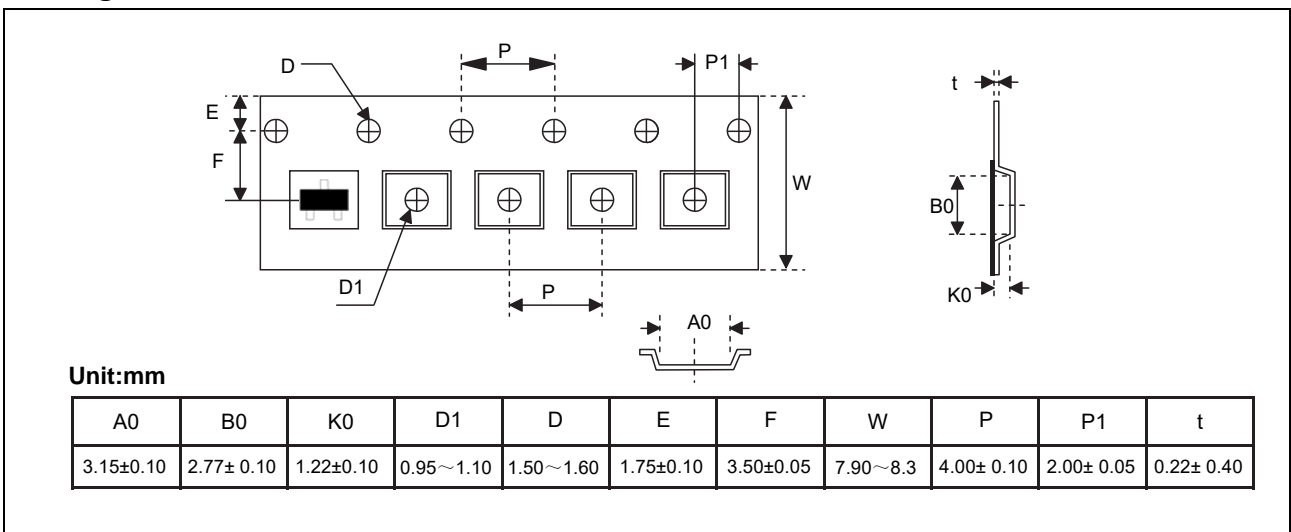 P
P1
D
t
E
F
W
B0
D1
P
K0
A0
Unit:mm
A0 B0 K0 D1 D E F W P P1 t
3.15±0.10 2.77± 0.10 1.22±0.10 0.95～1.10 1.50～1.60 1.75±0.10 3.50±0.05 7.90～8.3 4.00± 0.10 2.00± 0.05 0.22± 0.40